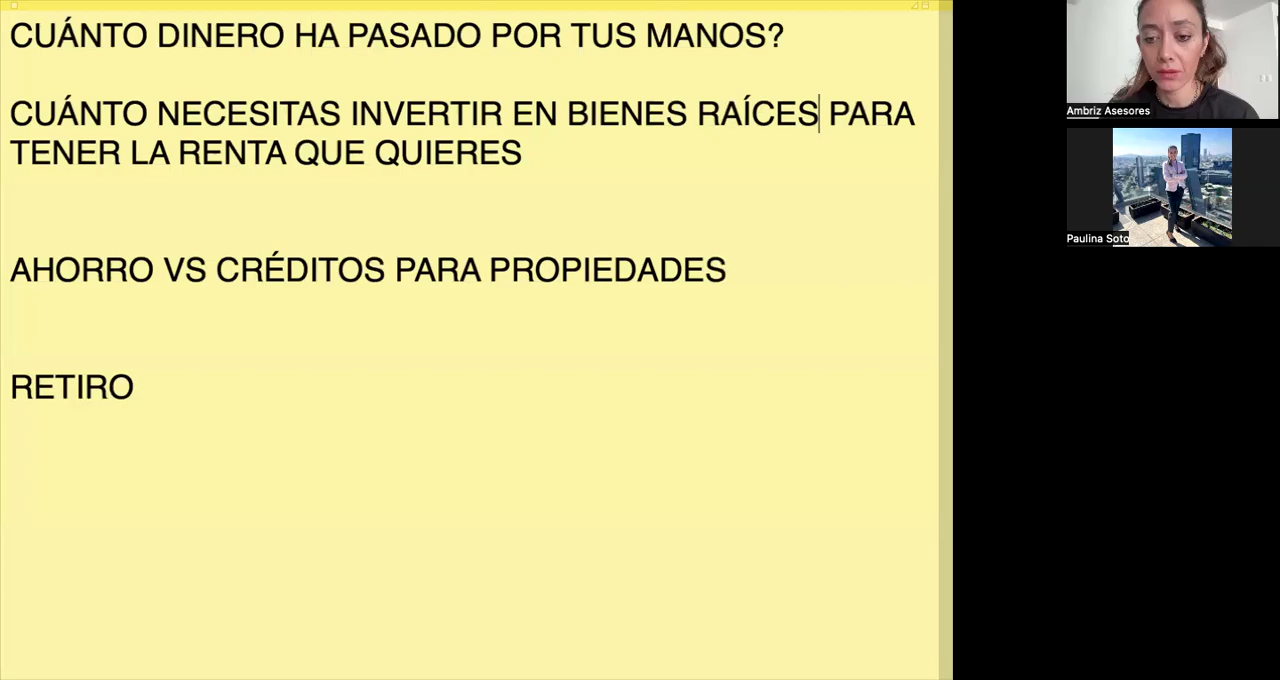 CUÁNTO DINERO HA PASADO POR TUS MANOS?
CUÁNTO NECESITAS INVERTIR EN BIENES RAÍCES PARA
TENER LA RENTA QUE QUIERES
AHORRO VS CRÉDITOS PARA PROPIEDADES
RETIRO
Ambriz Asesores
Paulina Soto